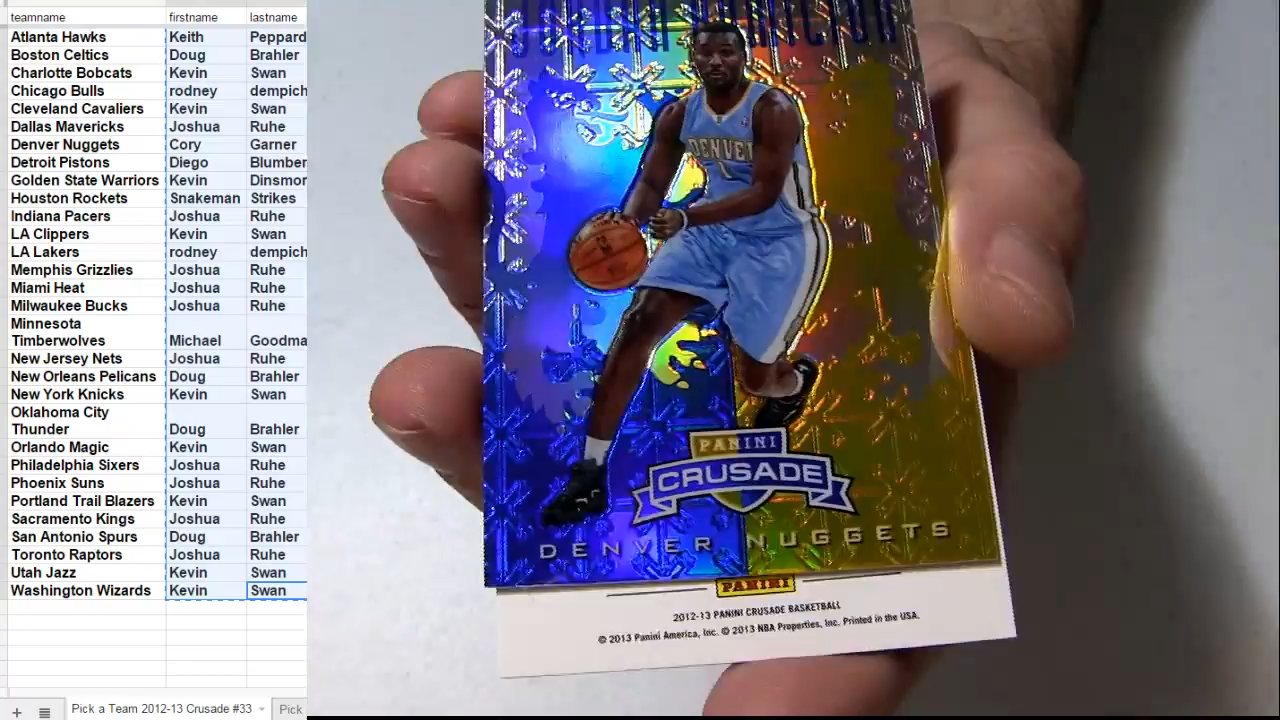 teamname firstname lastname
Atlanta Hawks Keith Peppard
Boston Celtics Doug Brahler
Charlotte Bobcats Kevin Swan
Chicago Bulls rodney dempich
Cleveland Cavaliers Kevin Swan
Dallas Mavericks Joshua Ruhe
Denver Nuggets Cory Garner
Detroit Pistons Diego Blumber
Golden State Warriors Kevin Dinsmor
Houston Rockets Snakeman Strikes
Indiana Pacers Joshua Ruhe
LA Clippers Kevin Swan
LA Lakers rodney dempich
Memphis Grizzlies Joshua Ruhe
Miami Heat Joshua Ruhe
Milwaukee Bucks Joshua Ruhe
Minnesota
Timberwolves Michael Goodma
New Jersey Nets Joshua Ruhe
New Orleans Pelicans Doug Brahler
New York Knicks Kevin Swan
Oklahoma City
Thunder Doug Brahler
Orlando Magic Kevin Swan
Philadelphia Sixers Joshua Ruhe
Phoenix Suns Joshua Ruhe
Portland Trail Blazers Kevin Swan
Sacramento Kings Joshua Ruhe
San Antonio Spurs Doug Brahler
Toronto Raptors Joshua Ruhe
Utah Jazz Kevin Swan
Washington Wizards Kevin Swan
Pick a Team 2012-13 Crusade #33 Pick
DENVER
1
PANINI
CRUSADE
DENVER NUGGETS
PANINI
2012-13 PANINI CRUSADE BASKETBALL
© 2013 Panini America, Inc. © 2013 NBA Properties, Inc. Printed in the USA.